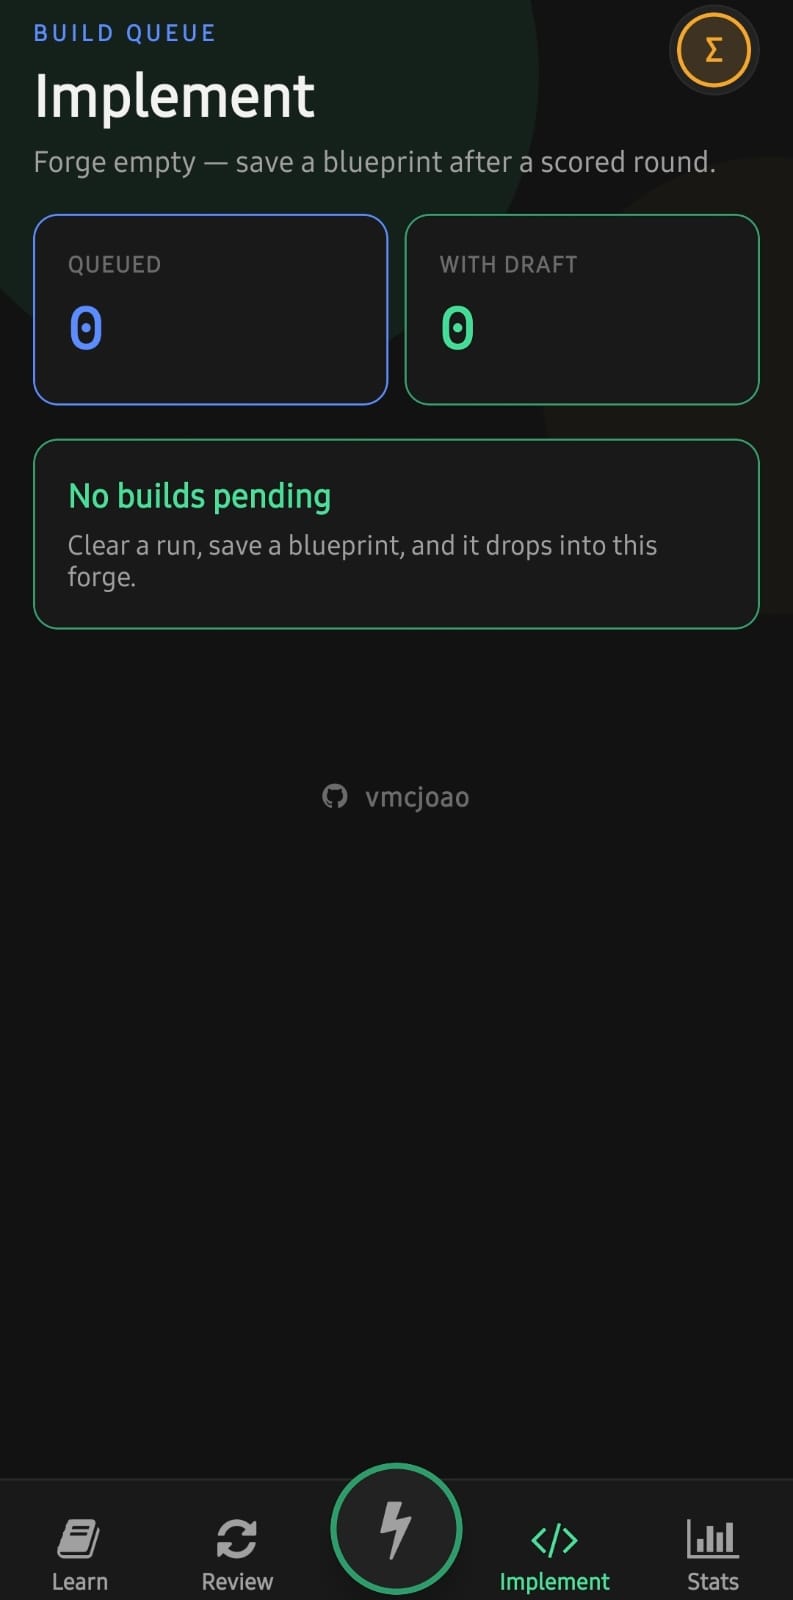 BUILD QUEUE
Σ
Implement
Forge empty — save a blueprint after a scored round.
QUEUED
WITH DRAFT
0
0
No builds pending
Clear a run, save a blueprint, and it drops into this
forge.
vmcjoao
Learn
Review
Implement
Stats